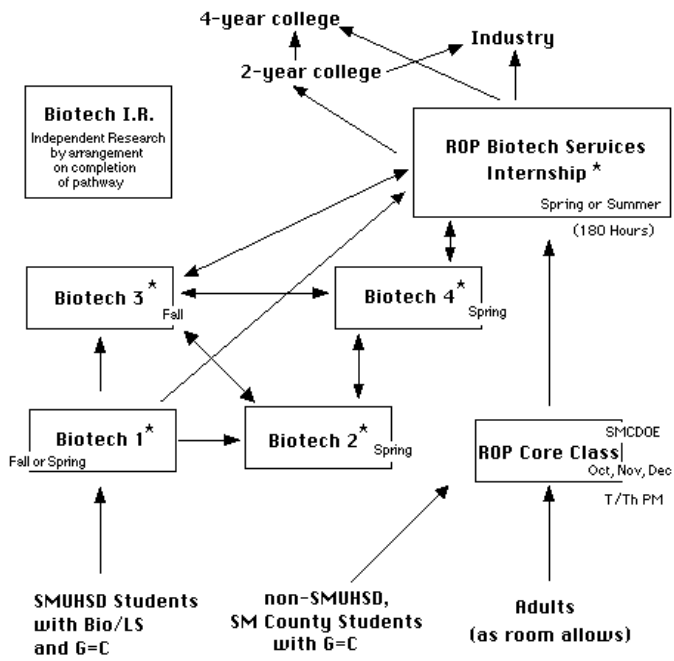 4-year college
Industry
2-year college
Biotech I.R.
Independent Research
by arrangement
on completion
of pathway
ROP Biotech Services
Internship *
Spring or Summer
(180 Hours)
Biotech 3 *
Fall
Biotech 4 *
Spring
Biotech 1 *
Fall or Spring
Biotech 2 *
Spring
SMCDOE
ROP Core Class
Oct, Nov, Dec
T/Th PM
SMUHSD Students
with Bio/LS
and G=C
non-SMUHSD,
SM County Students
with G=C
Adults
(as room allows)